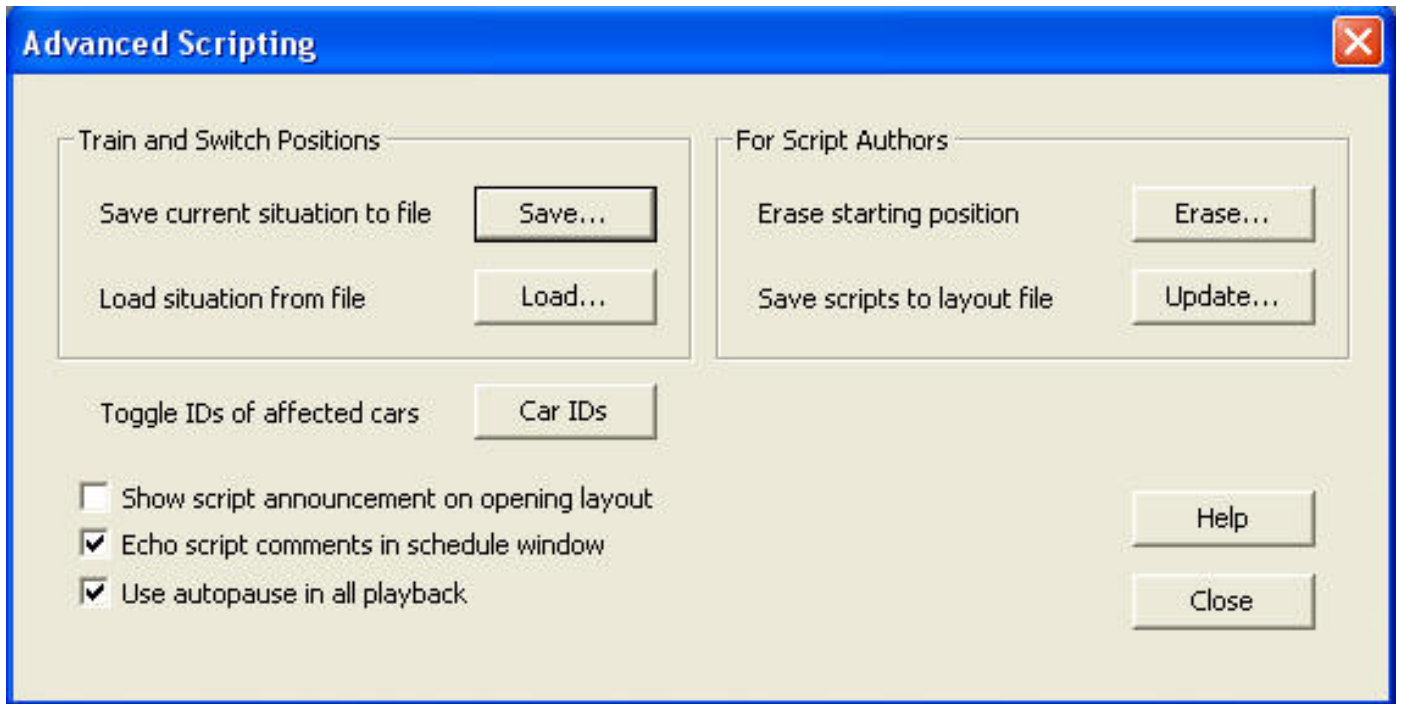 Advanced Scripting
Train and Switch Positions
Save current situation to file
Save...
Load situation from file
Load...
For Script Authors
Erase starting position
Erase...
Save scripts to layout file
Update...
Toggle IDs of affected cars
Car IDs
Show script announcement on opening layout
Echo script comments in schedule window
Use autopause in all playback
Help
Close